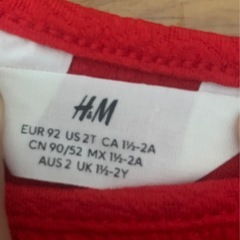 H&M
EUR 92 US 2T CA 1½-2A
CN 90/52 MX 1½-2A
AUS 2 UK 1½-2Y